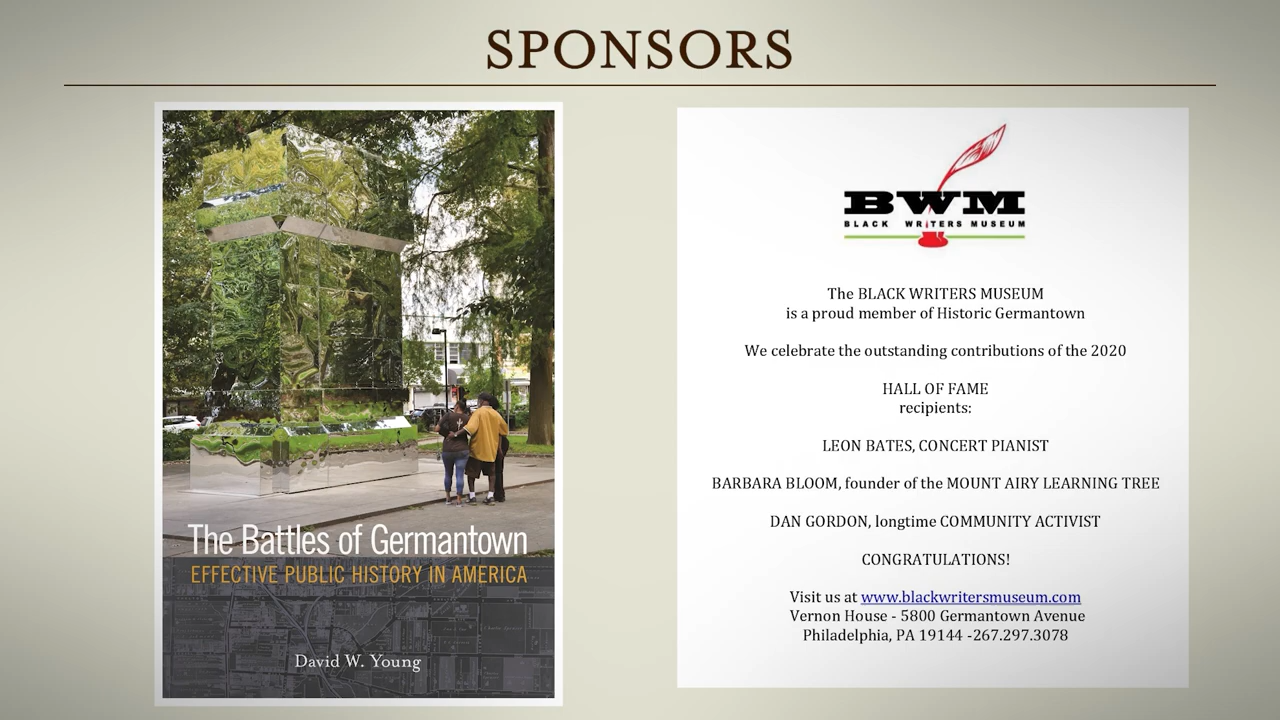 SPONSORS
The Battles of Germantown
EFFECTIVE PUBLIC HISTORY IN AMERICA
David W. Young
BWM
BLACK WRITERS MUSEUM
The BLACK WRITERS MUSEUM
is a proud member of Historic Germantown
We celebrate the outstanding contributions of the 2020
HALL OF FAME
recipients:
LEON BATES, CONCERT PIANIST
BARBARA BLOOM, founder of the MOUNT AIRY LEARNING TREE
DAN GORDON, longtime COMMUNITY ACTIVIST
CONGRATULATIONS!
Visit us at www.blackwritersmuseum.com
Vernon House - 5800 Germantown Avenue
Philadelphia, PA 19144 -267.297.3078